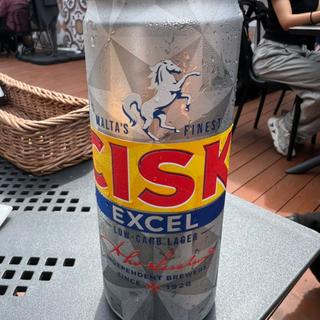 MALTA'S FINEST
CISK
EXCEL
LOW-CARB LAGER
INDEPENDENT BREWERS
SINCE 1928